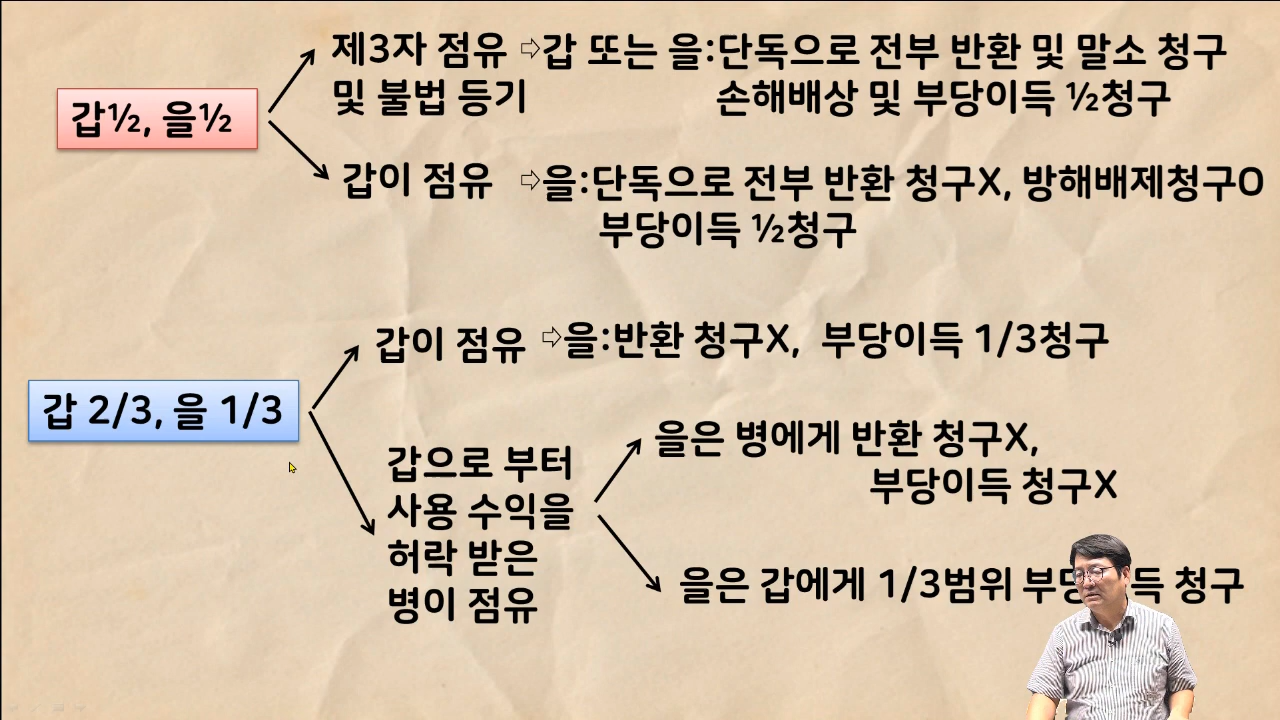 갑½, 을½
제3자 점유 ⇨갑 또는 을:단독으로 전부 반환 및 말소 청구
및 불법 등기 손해배상 및 부당이득 ½청구
갑이 점유 ⇨을:단독으로 전부 반환 청구X, 방해배제청구O
부당이득 ½청구
갑 2/3, 을 1/3
갑이 점유 ⇨을:반환 청구X, 부당이득 1/3청구
갑으로 부터
사용 수익을
허락 받은
병이 점유
을은 병에게 반환 청구X,
부당이득 청구X
을은 갑에게 1/3범위 부당이득 청구